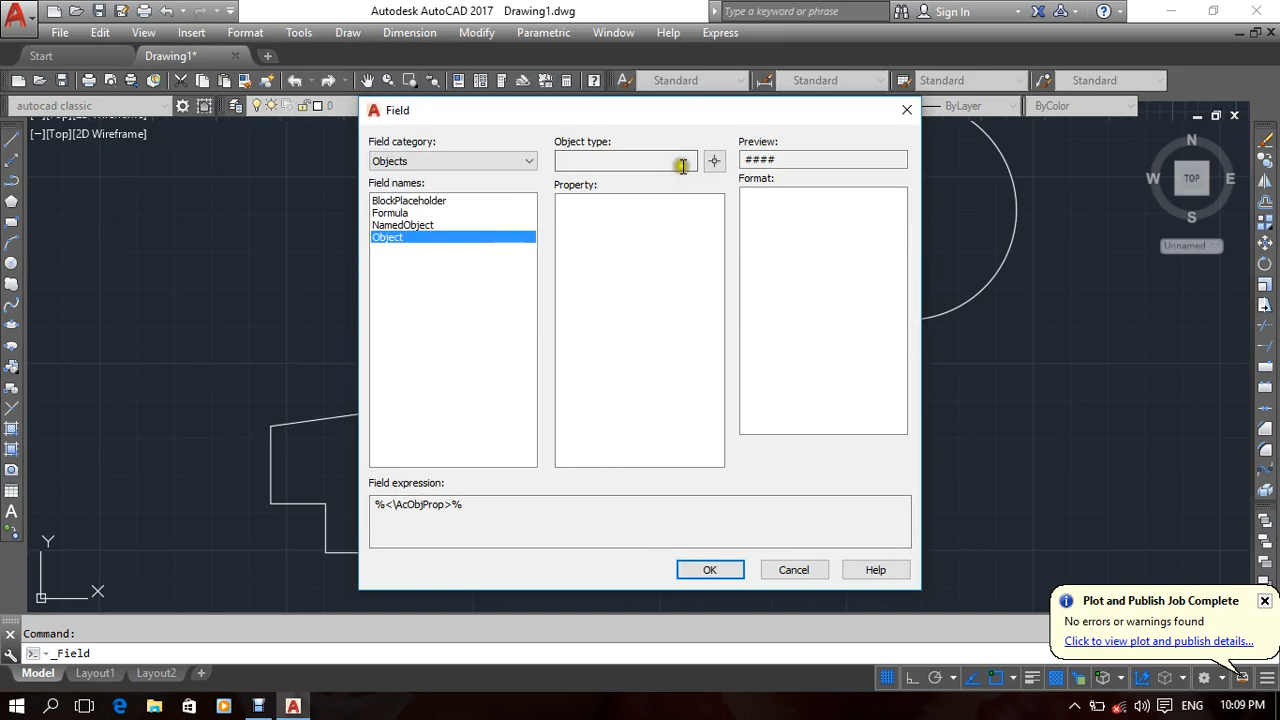 Autodesk AutoCAD 2017 Drawing1.dwg
Type a keyword or phrase
Sign In
File Edit View Insert Format Tools Draw Dimension Modify Parametric Window Help Express
Start
Drawing1*
Standard
Standard
Standard
Standard
autocad classic
0
ByLayer
ByColor
[−][Top][2D Wireframe]
Field
Field category:
Objects
Field names:
BlockPlaceholder
Formula
NamedObject
Object
Object type:
Property:
Preview:
####
Format:
Field expression:
%<\AcObjProp>%
OK
Cancel
Help
N
W
TOP
E
S
Unnamed
Y
X
Plot and Publish Job Complete
No errors or warnings found
Click to view plot and publish details...
Command:
_Field
Model
Layout1
Layout2
ENG
10:09 PM